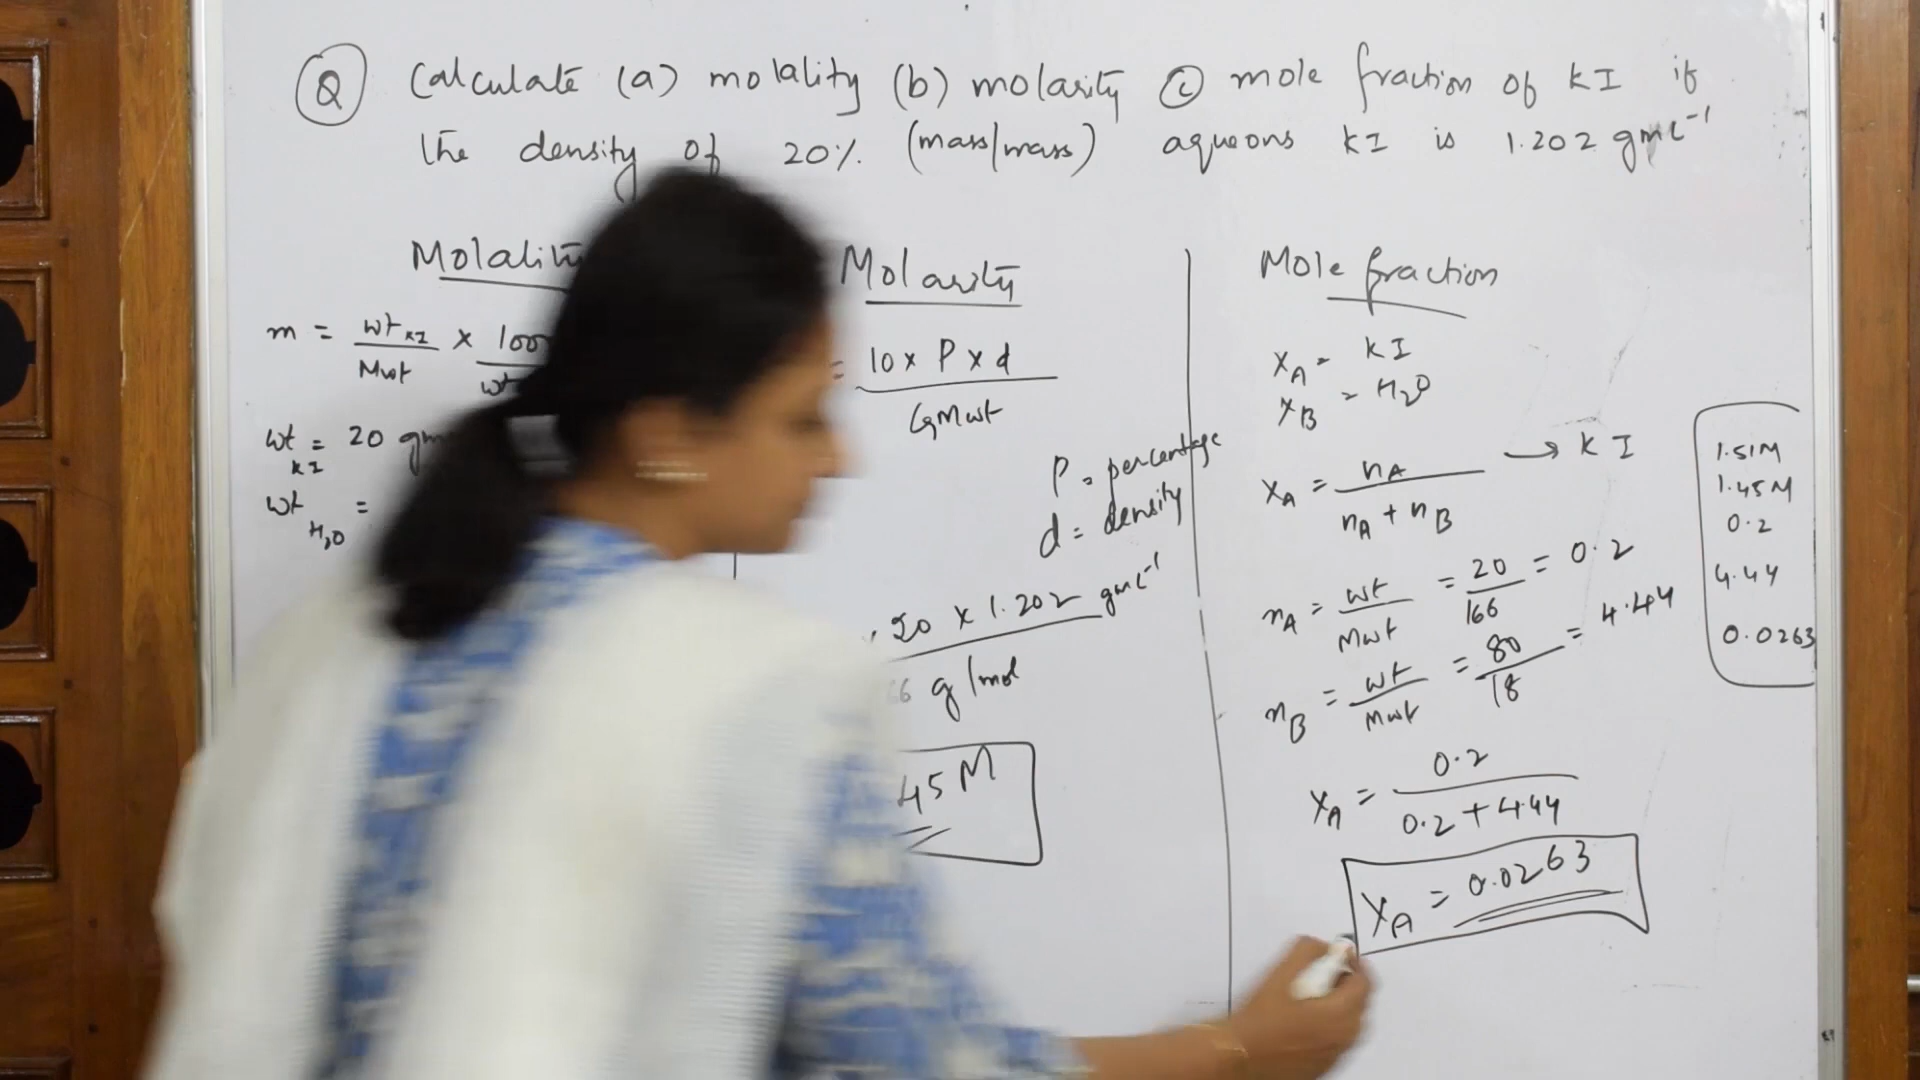 Q Calculate (a) molality (b) molarity (c) mole fraction of KI if
the density of 20% (mass/mass) aqueous KI is 1.202 gmL⁻¹
Molality
m = wt KI / Mwt × 1000 / wt
wt KI = 20 gm
wt H₂O =
Molarity
= 10 × P × d / GMwt
P = percentage
d = density
20 × 1.202 gmL⁻¹
6 g/mol
45 M
Mole fraction
XA = KI
XB = H₂O
XA = nA / nA + nB → KI
nA = wt / Mwt = 20 / 166 = 0.2
nB = wt / Mwt = 80 / 18 = 4.44
XA = 0.2 / 0.2 + 4.44
XA = 0.0263
1.51M
1.45M
0.2
4.44
0.0263